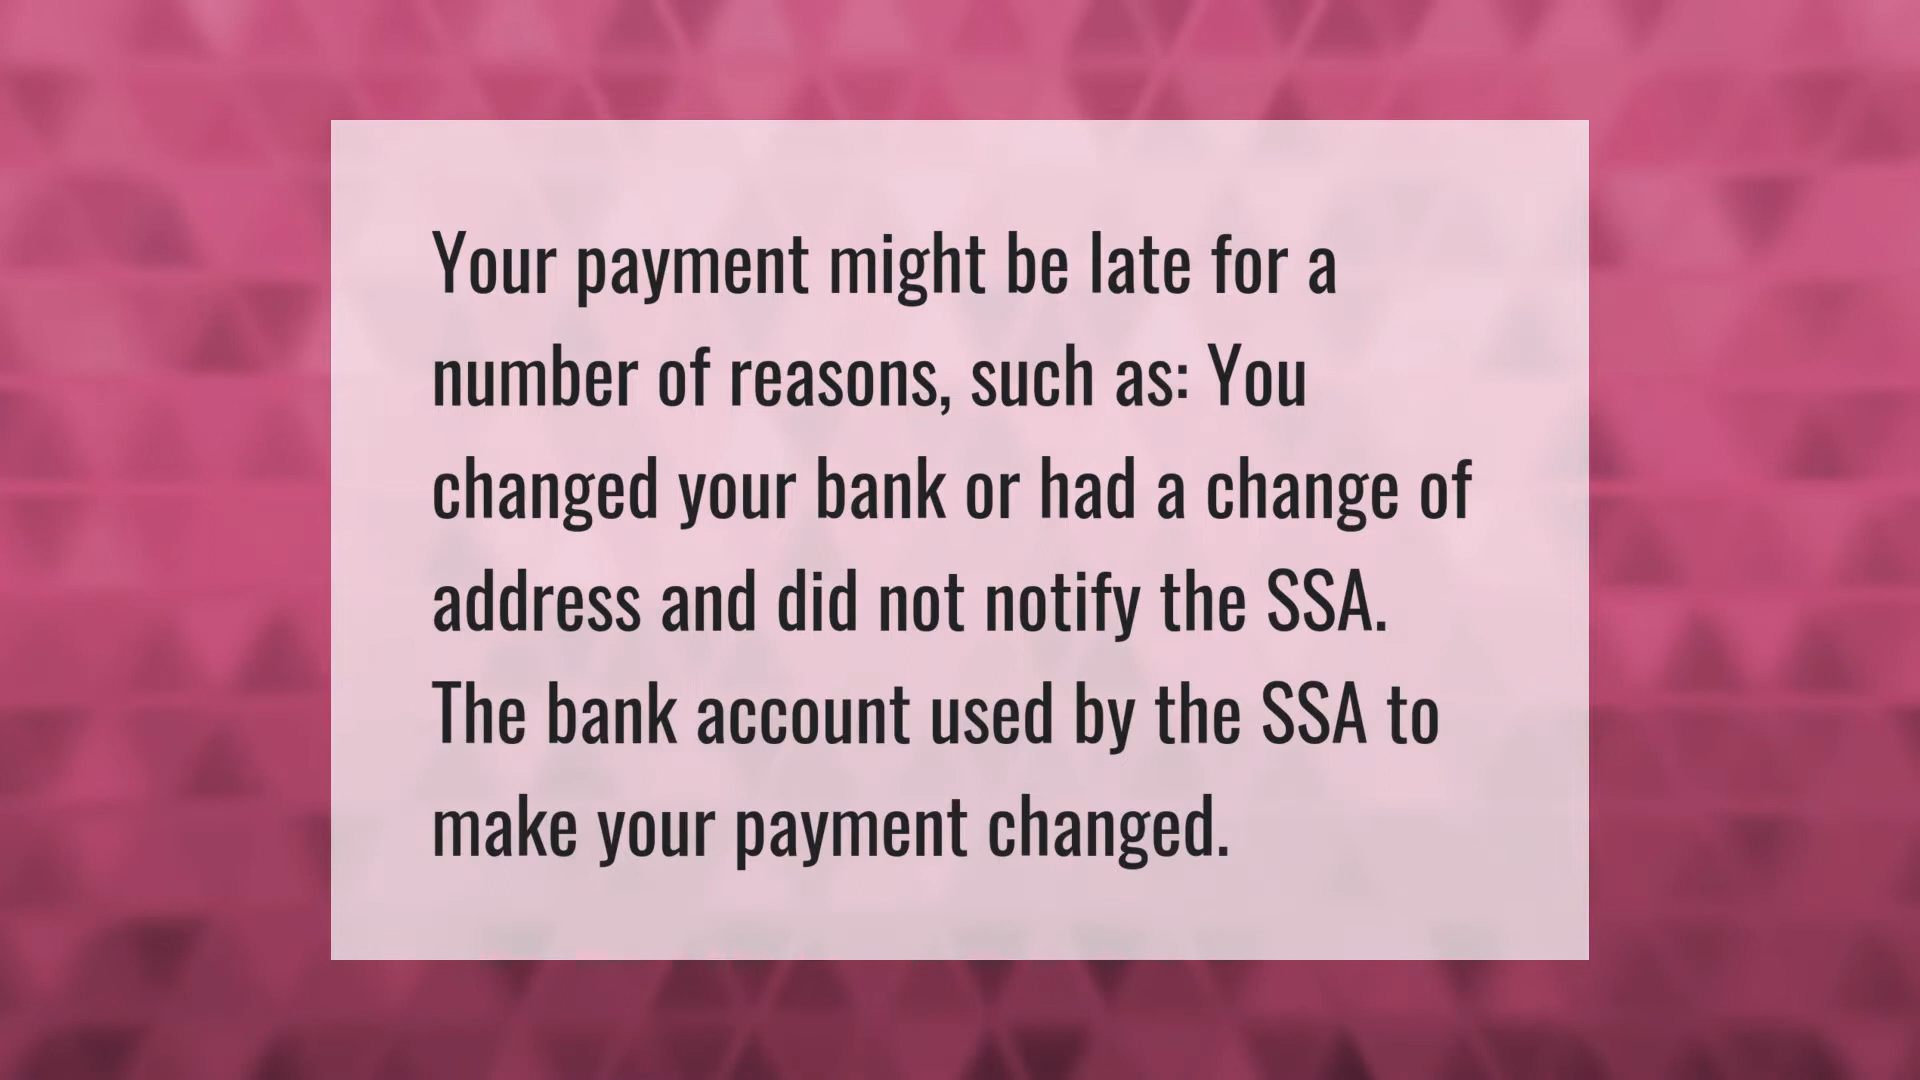 Your payment might be late for a
number of reasons, such as: You
changed your bank or had a change of
address and did not notify the SSA.
The bank account used by the SSA to
make your payment changed.